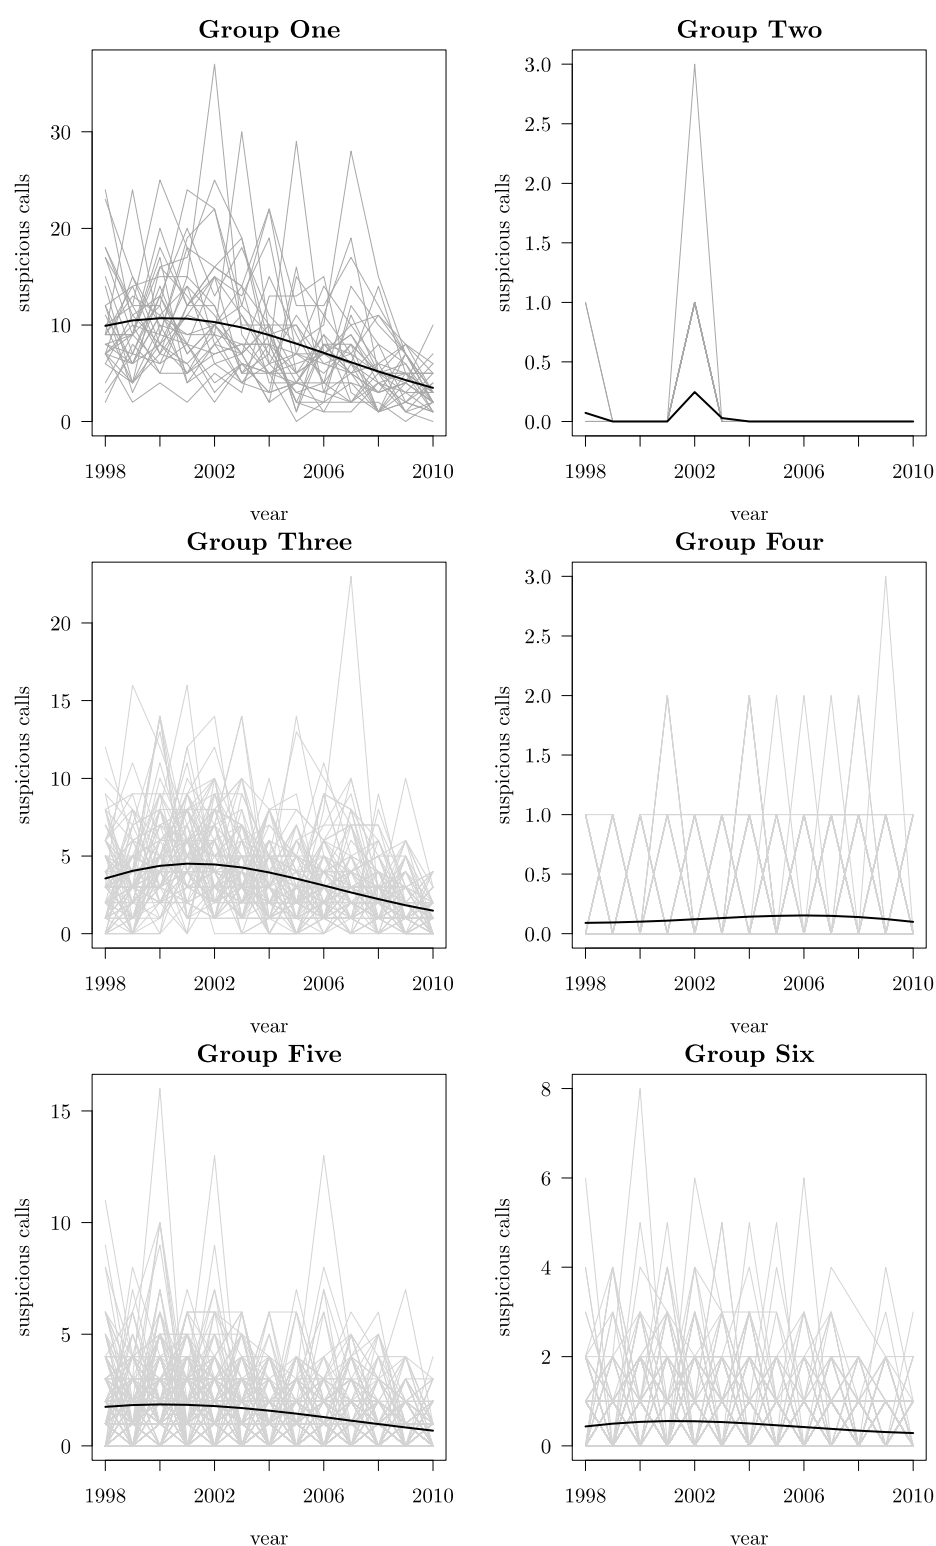 Group One
suspicious calls
30
20
10
0
1998 2002 2006 2010
year
Group Two
suspicious calls
3.0
2.5
2.0
1.5
1.0
0.5
0.0
1998 2002 2006 2010
year
Group Three
suspicious calls
20
15
10
5
0
1998 2002 2006 2010
year
Group Four
suspicious calls
3.0
2.5
2.0
1.5
1.0
0.5
0.0
1998 2002 2006 2010
year
Group Five
suspicious calls
15
10
5
0
1998 2002 2006 2010
year
Group Six
suspicious calls
8
6
4
2
0
1998 2002 2006 2010
year